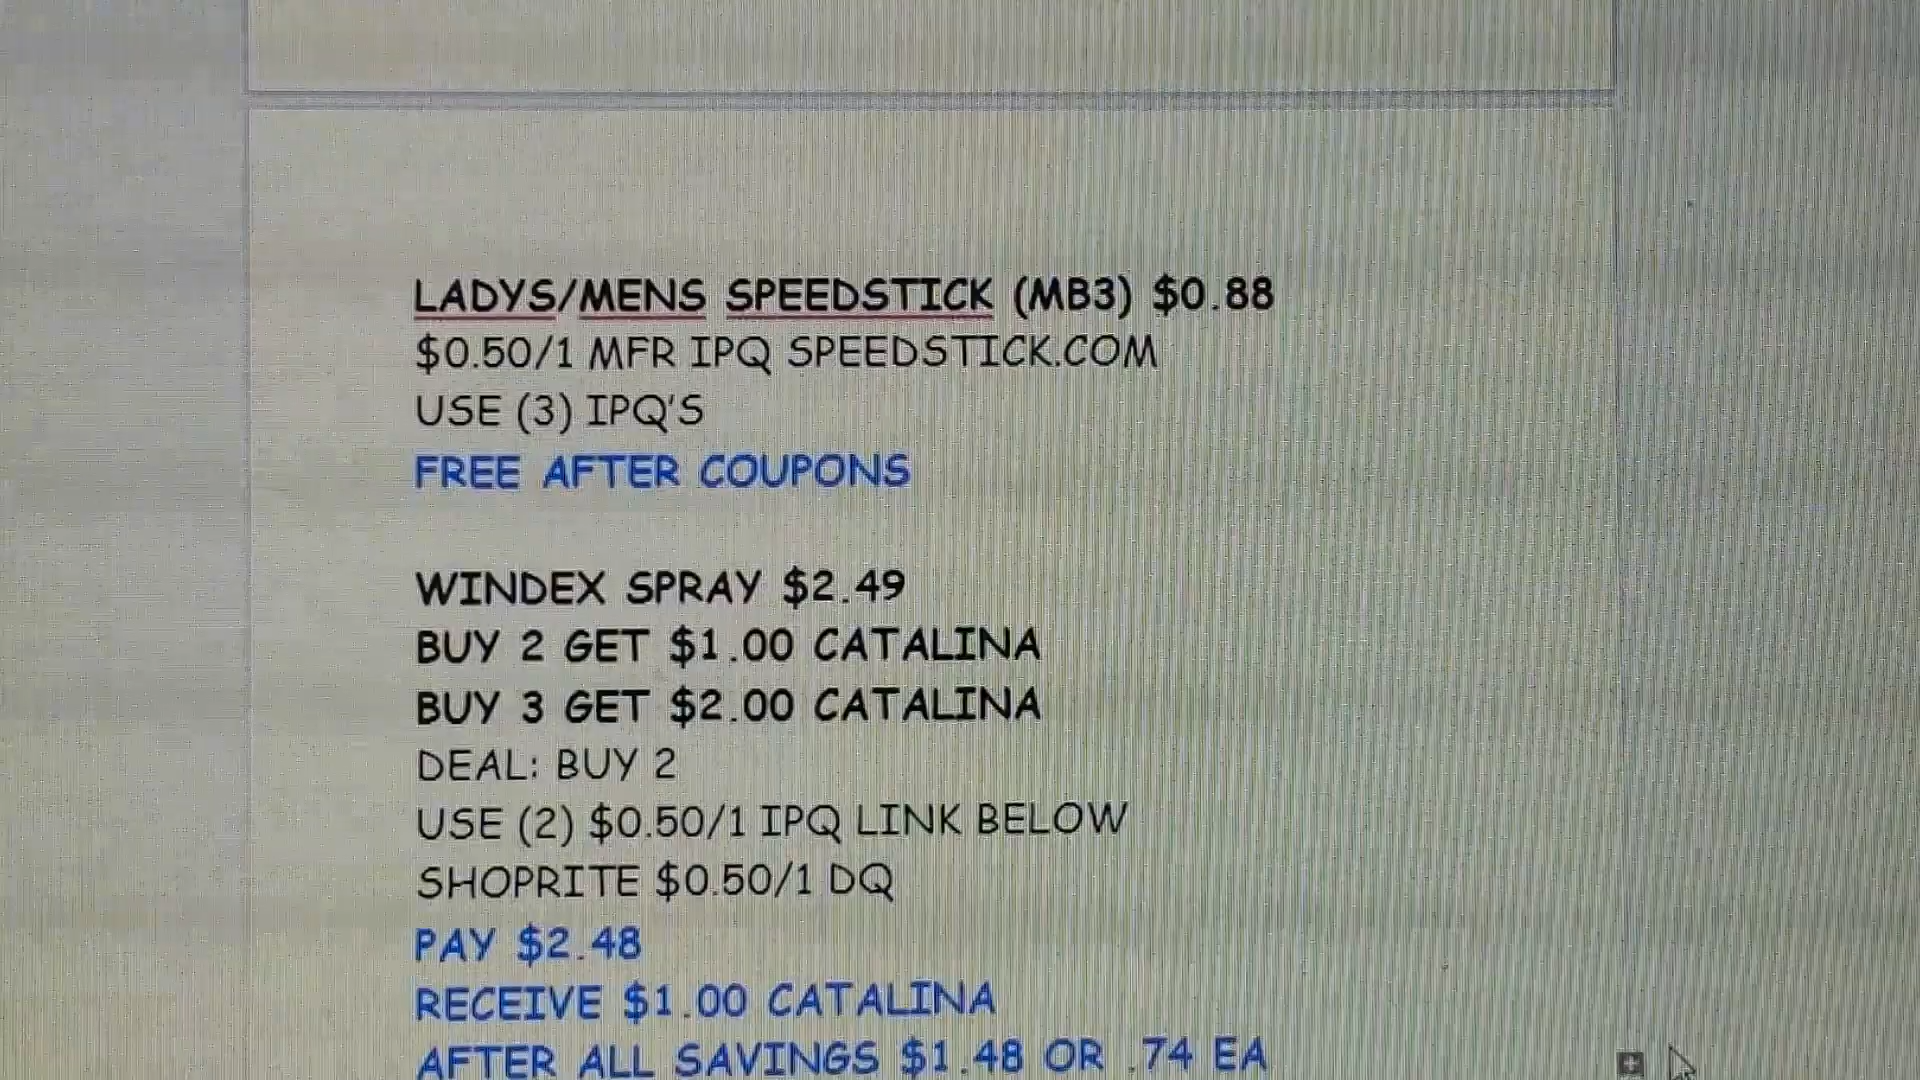 LADYS/MENS SPEEDSTICK (MB3) $0.88
$0.50/1 MFR IPQ SPEEDSTICK.COM
USE (3) IPQ'S
FREE AFTER COUPONS
WINDEX SPRAY $2.49
BUY 2 GET $1.00 CATALINA
BUY 3 GET $2.00 CATALINA
DEAL: BUY 2
USE (2) $0.50/1 IPQ LINK BELOW
SHOPRITE $0.50/1 DQ
PAY $2.48
RECEIVE $1.00 CATALINA
AFTER ALL SAVINGS $1.48 OR .74 EA